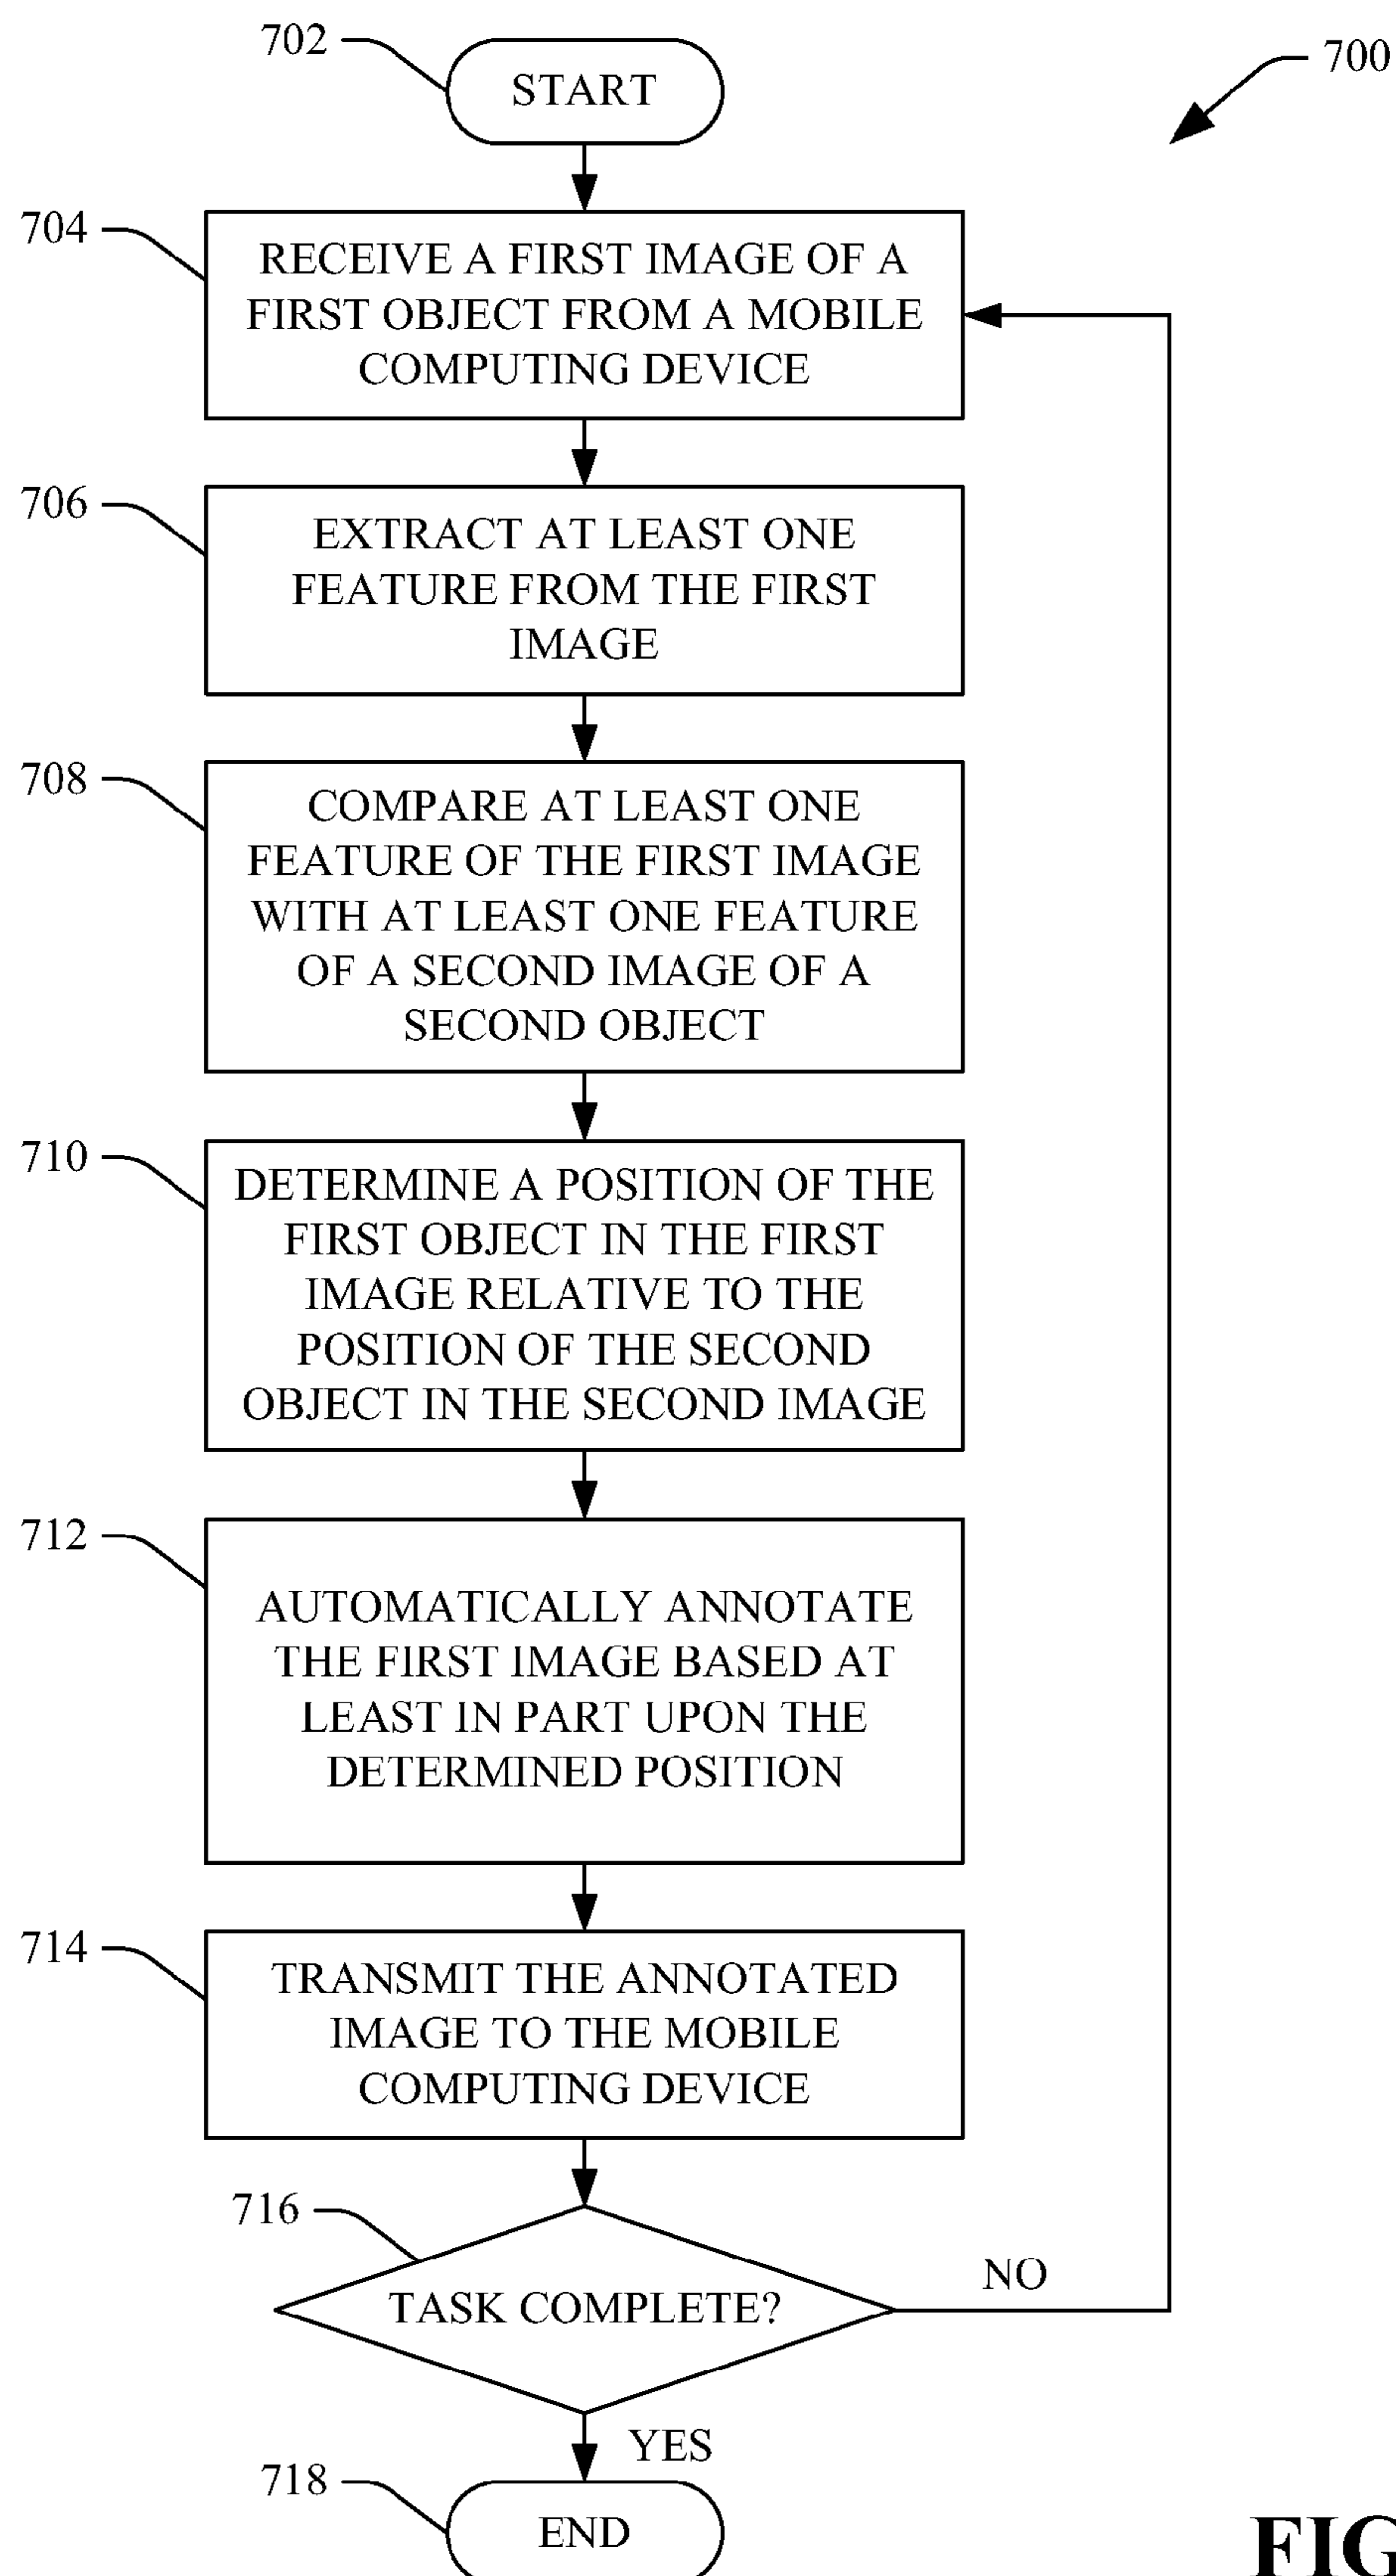 702
START
700
704
RECEIVE A FIRST IMAGE OF A
FIRST OBJECT FROM A MOBILE
COMPUTING DEVICE
706
EXTRACT AT LEAST ONE
FEATURE FROM THE FIRST
IMAGE
708
COMPARE AT LEAST ONE
FEATURE OF THE FIRST IMAGE
WITH AT LEAST ONE FEATURE
OF A SECOND IMAGE OF A
SECOND OBJECT
710
DETERMINE A POSITION OF THE
FIRST OBJECT IN THE FIRST
IMAGE RELATIVE TO THE
POSITION OF THE SECOND
OBJECT IN THE SECOND IMAGE
712
AUTOMATICALLY ANNOTATE
THE FIRST IMAGE BASED AT
LEAST IN PART UPON THE
DETERMINED POSITION
714
TRANSMIT THE ANNOTATED
IMAGE TO THE MOBILE
COMPUTING DEVICE
716
TASK COMPLETE?
NO
YES
718
END
FIG